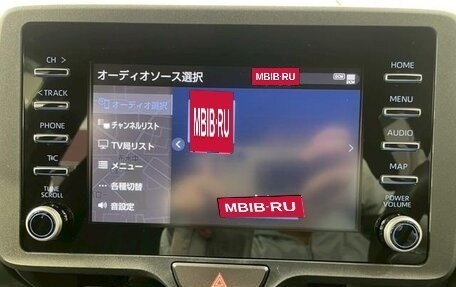 CH >
< TRACK
PHONE
TUNE
SCROLL
HOME
MENU
AUDIO
MAP
POWER
VOLUME
オーディオソース選択
MBIB·RU
DCM
オーディオ選択
チャンネルリスト
TV局リスト
メニュー
各種切替
音設定
MBIB·RU
MBIB·RU